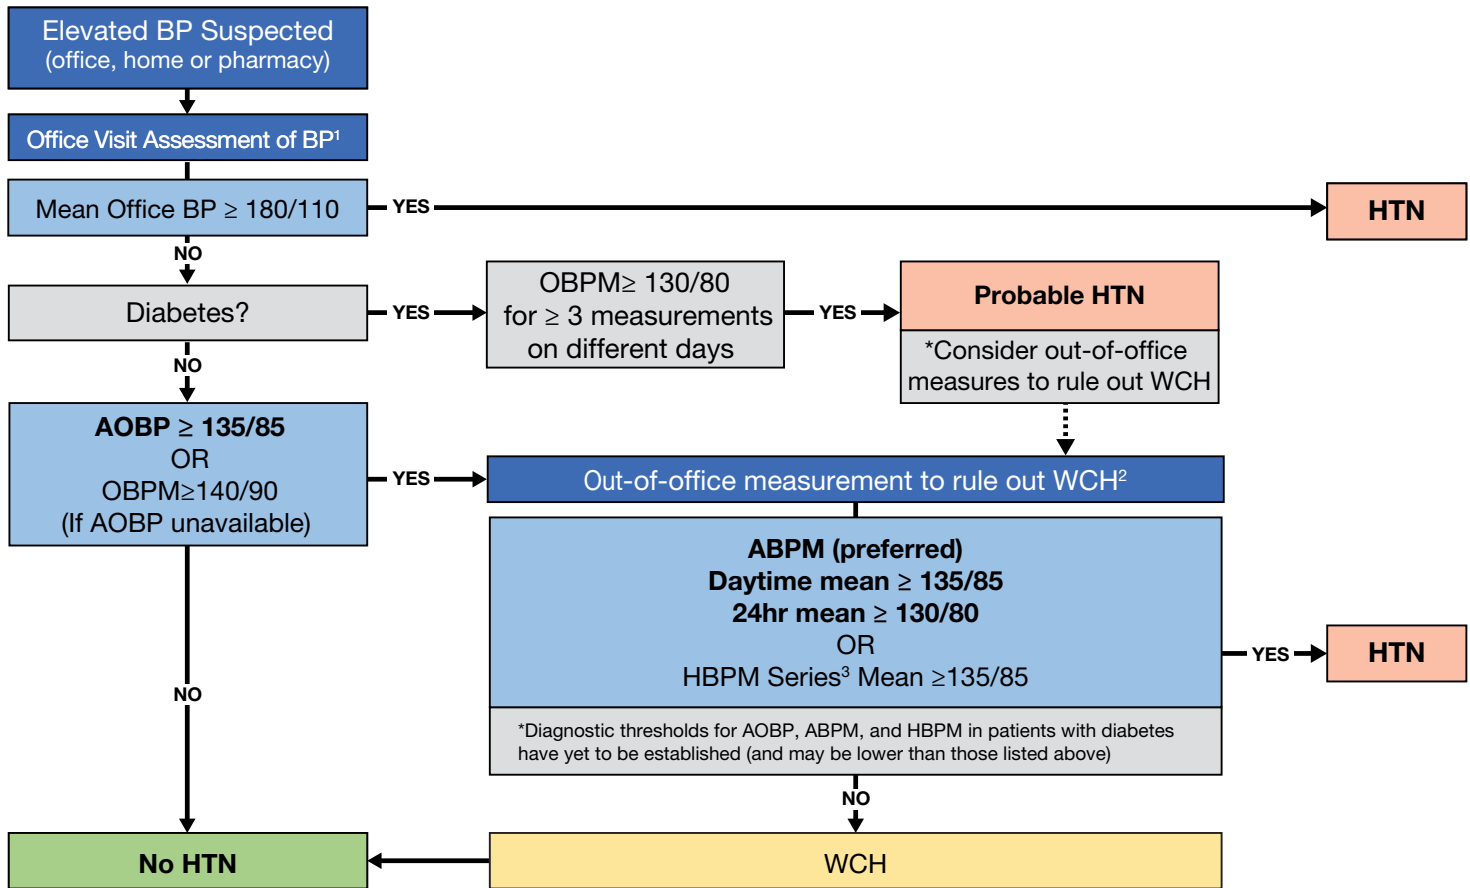 Elevated BP Suspected
(office, home or pharmacy)
Office Visit Assessment of BP¹
Mean Office BP ≥ 180/110
YES
HTN
NO
Diabetes?
YES
OBPM≥ 130/80
for ≥ 3 measurements
on different days
YES
Probable HTN
*Consider out-of-office
measures to rule out WCH
NO
AOBP ≥ 135/85
OR
OBPM≥140/90
(If AOBP unavailable)
YES
Out-of-office measurement to rule out WCH²
ABPM (preferred)
Daytime mean ≥ 135/85
24hr mean ≥ 130/80
OR
HBPM Series³ Mean ≥135/85
YES
HTN
*Diagnostic thresholds for AOBP, ABPM, and HBPM in patients with diabetes
have yet to be established (and may be lower than those listed above)
NO
NO
No HTN
WCH